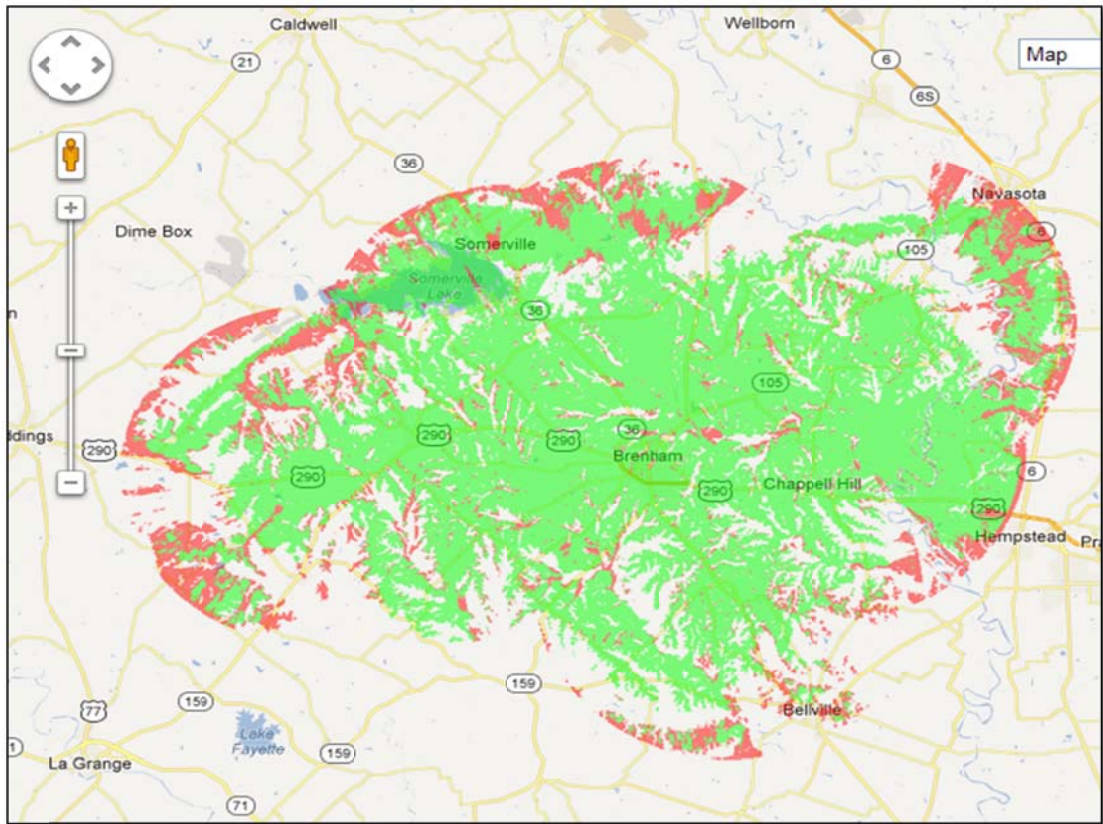 Caldwell
Wellborn
21
6
Map
6S
36
Navasota
Dime Box
6
Somerville
105
Somerville
Lake
36
105
36
ddings
290
290
290
Brenham
6
290
290
Chappell Hill
290
Hempstead
Pra
159
77
159
Bellville
Lake
Fayette
159
La Grange
71